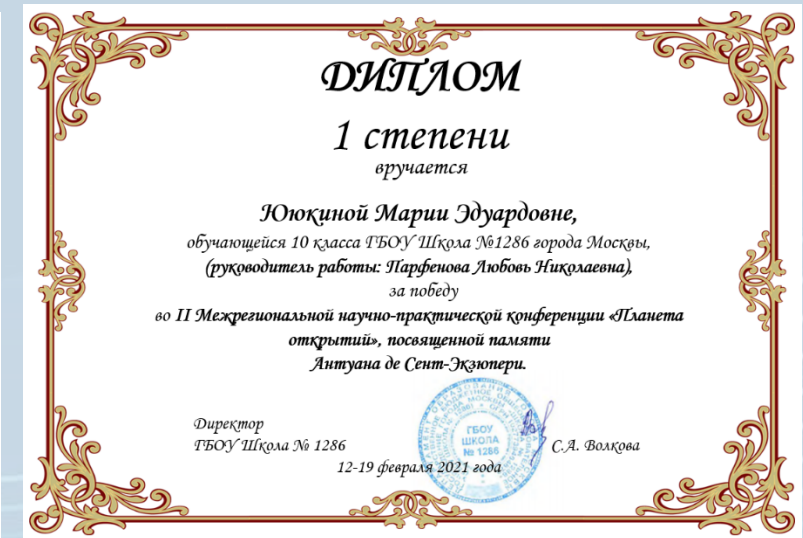 ДИПЛОМ
1 степени
вручается
Ююкиной Марии Эдуардовне,
обучающейся 10 класса ГБОУ Школа №1286 города Москвы,
(руководитель работы: Парфенова Любовь Николаевна),
за победу
во II Межрегиональной научно-практической конференции «Планета
открытий», посвященной памяти
Антуана де Сент-Экзюпери.
Директор
ГБОУ Школа № 1286
С.А. Волкова
ГБОУ
ШКОЛА
№ 1286
12-19 февраля 2021 года